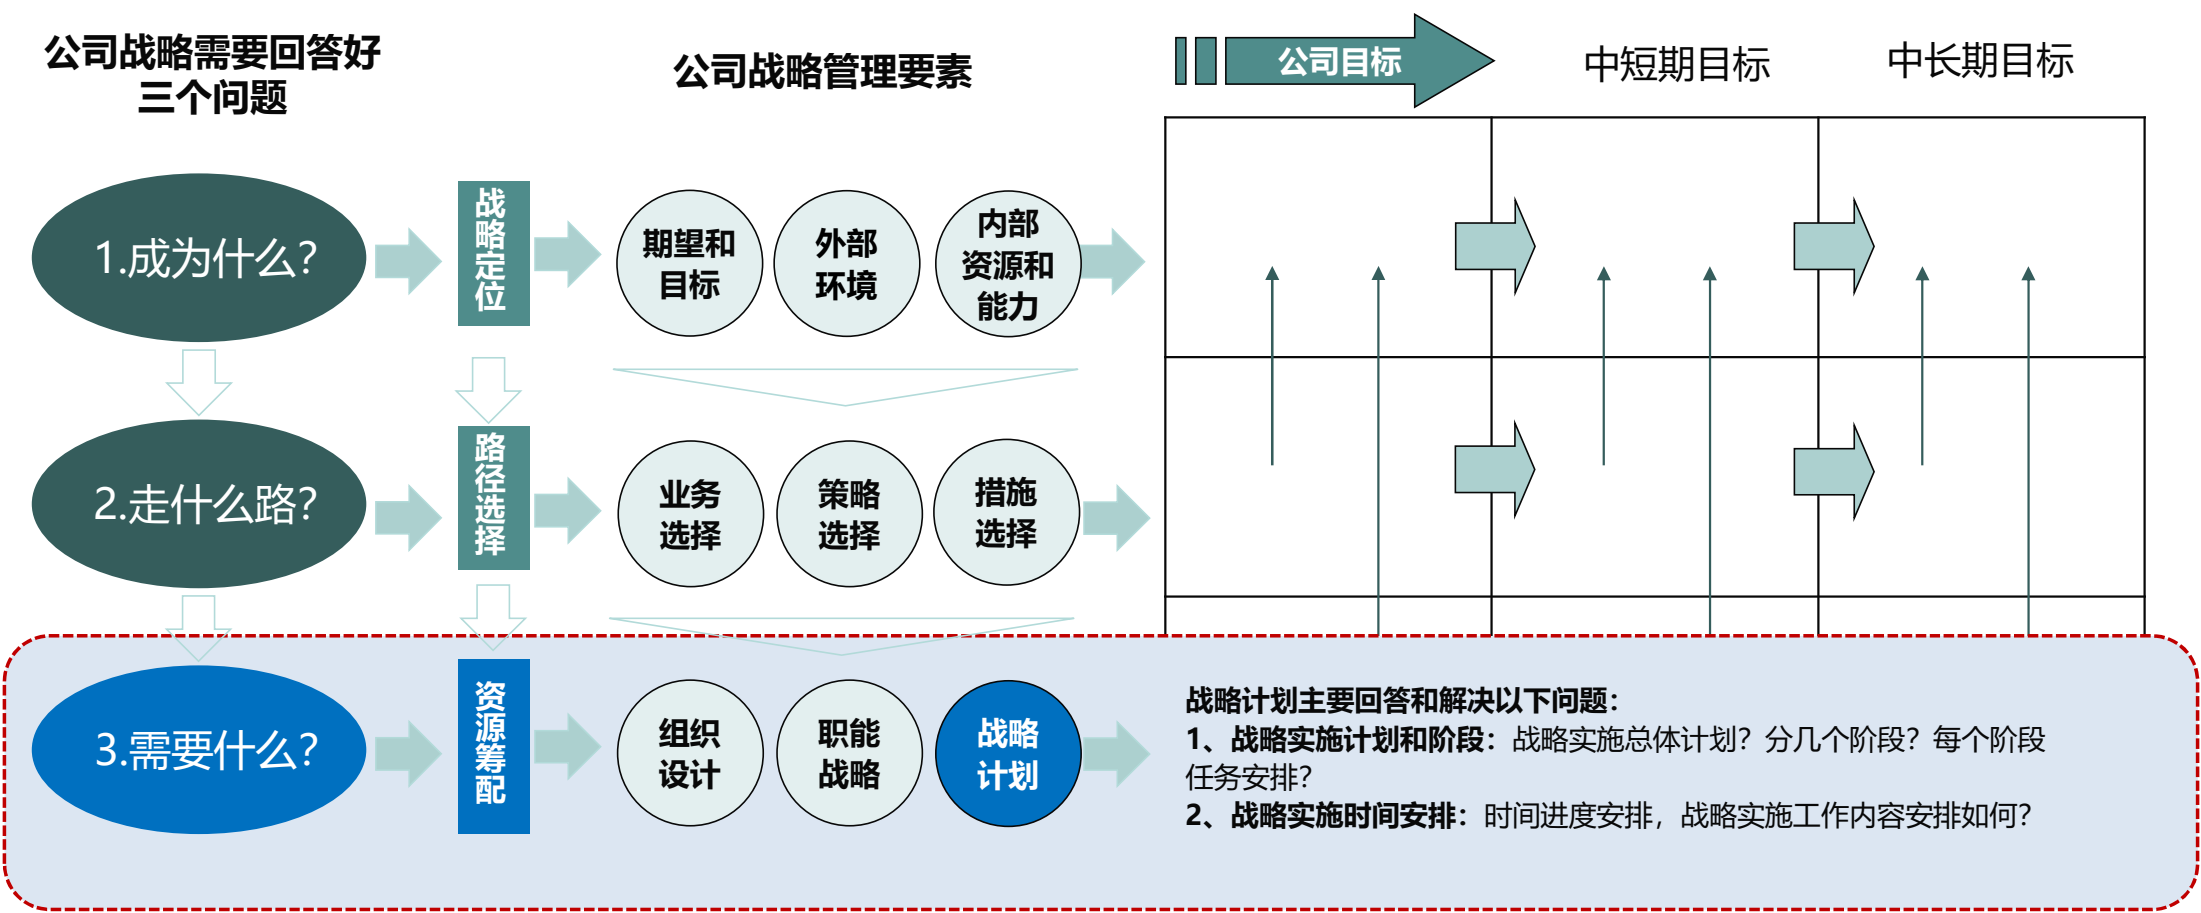 公司战略需要回答好
三个问题
公司战略管理要素
公司目标
中短期目标
中长期目标
1.成为什么？
战略定位
期望和
目标
外部
环境
内部
资源和
能力
2.走什么路？
路径选择
业务
选择
策略
选择
措施
选择
3.需要什么？
资源筹配
组织
设计
职能
战略
战略
计划
战略计划主要回答和解决以下问题：
1、战略实施计划和阶段：战略实施总体计划？分几个阶段？每个阶段
任务安排？
2、战略实施时间安排：时间进度安排，战略实施工作内容安排如何？